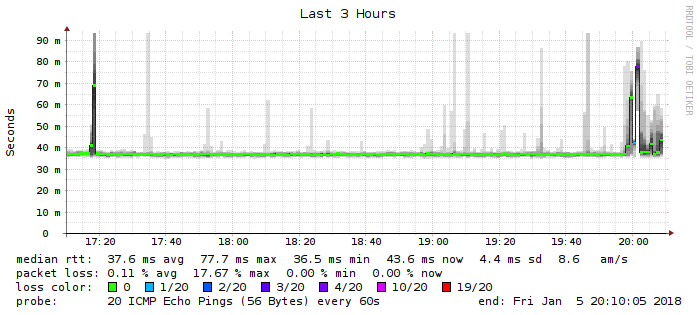 Last 3 Hours
RRDTOOL / TOBI OETIKER
Seconds
90 m
80 m
70 m
60 m
50 m
40 m
30 m
20 m
10 m
0
17:20 17:40 18:00 18:20 18:40 19:00 19:20 19:40 20:00
median rtt: 37.6 ms avg 77.7 ms max 36.5 ms min 43.6 ms now 4.4 ms sd 8.6 am/s
packet loss: 0.11 % avg 17.67 % max 0.00 % min 0.00 % now
loss color: 0 1/20 2/20 3/20 4/20 10/20 19/20
probe: 20 ICMP Echo Pings (56 Bytes) every 60s end: Fri Jan 5 20:10:05 2018